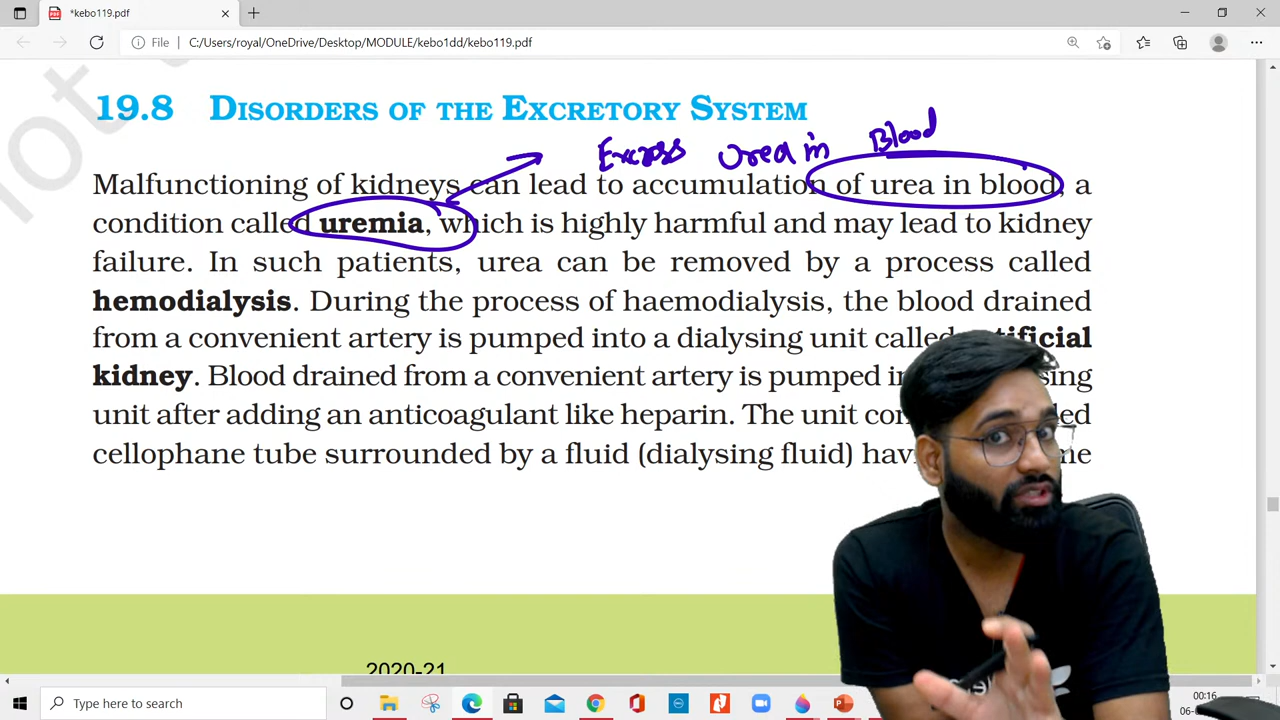 *kebo119.pdf
File C:/Users/royal/OneDrive/Desktop/MODULE/kebo1dd/kebo119.pdf
not
19.8 DISORDERS OF THE EXCRETORY SYSTEM
Excess Urea in Blood
Malfunctioning of kidneys can lead to accumulation of urea in blood, a
condition called uremia, which is highly harmful and may lead to kidney
failure. In such patients, urea can be removed by a process called
hemodialysis. During the process of haemodialysis, the blood drained
from a convenient artery is pumped into a dialysing unit called artificial
kidney. Blood drained from a convenient artery is pumped
unit after adding an anticoagulant like heparin. The unit
cellophane tube surrounded by a fluid (dialysing fluid)
2020-21
Type here to search
00:16